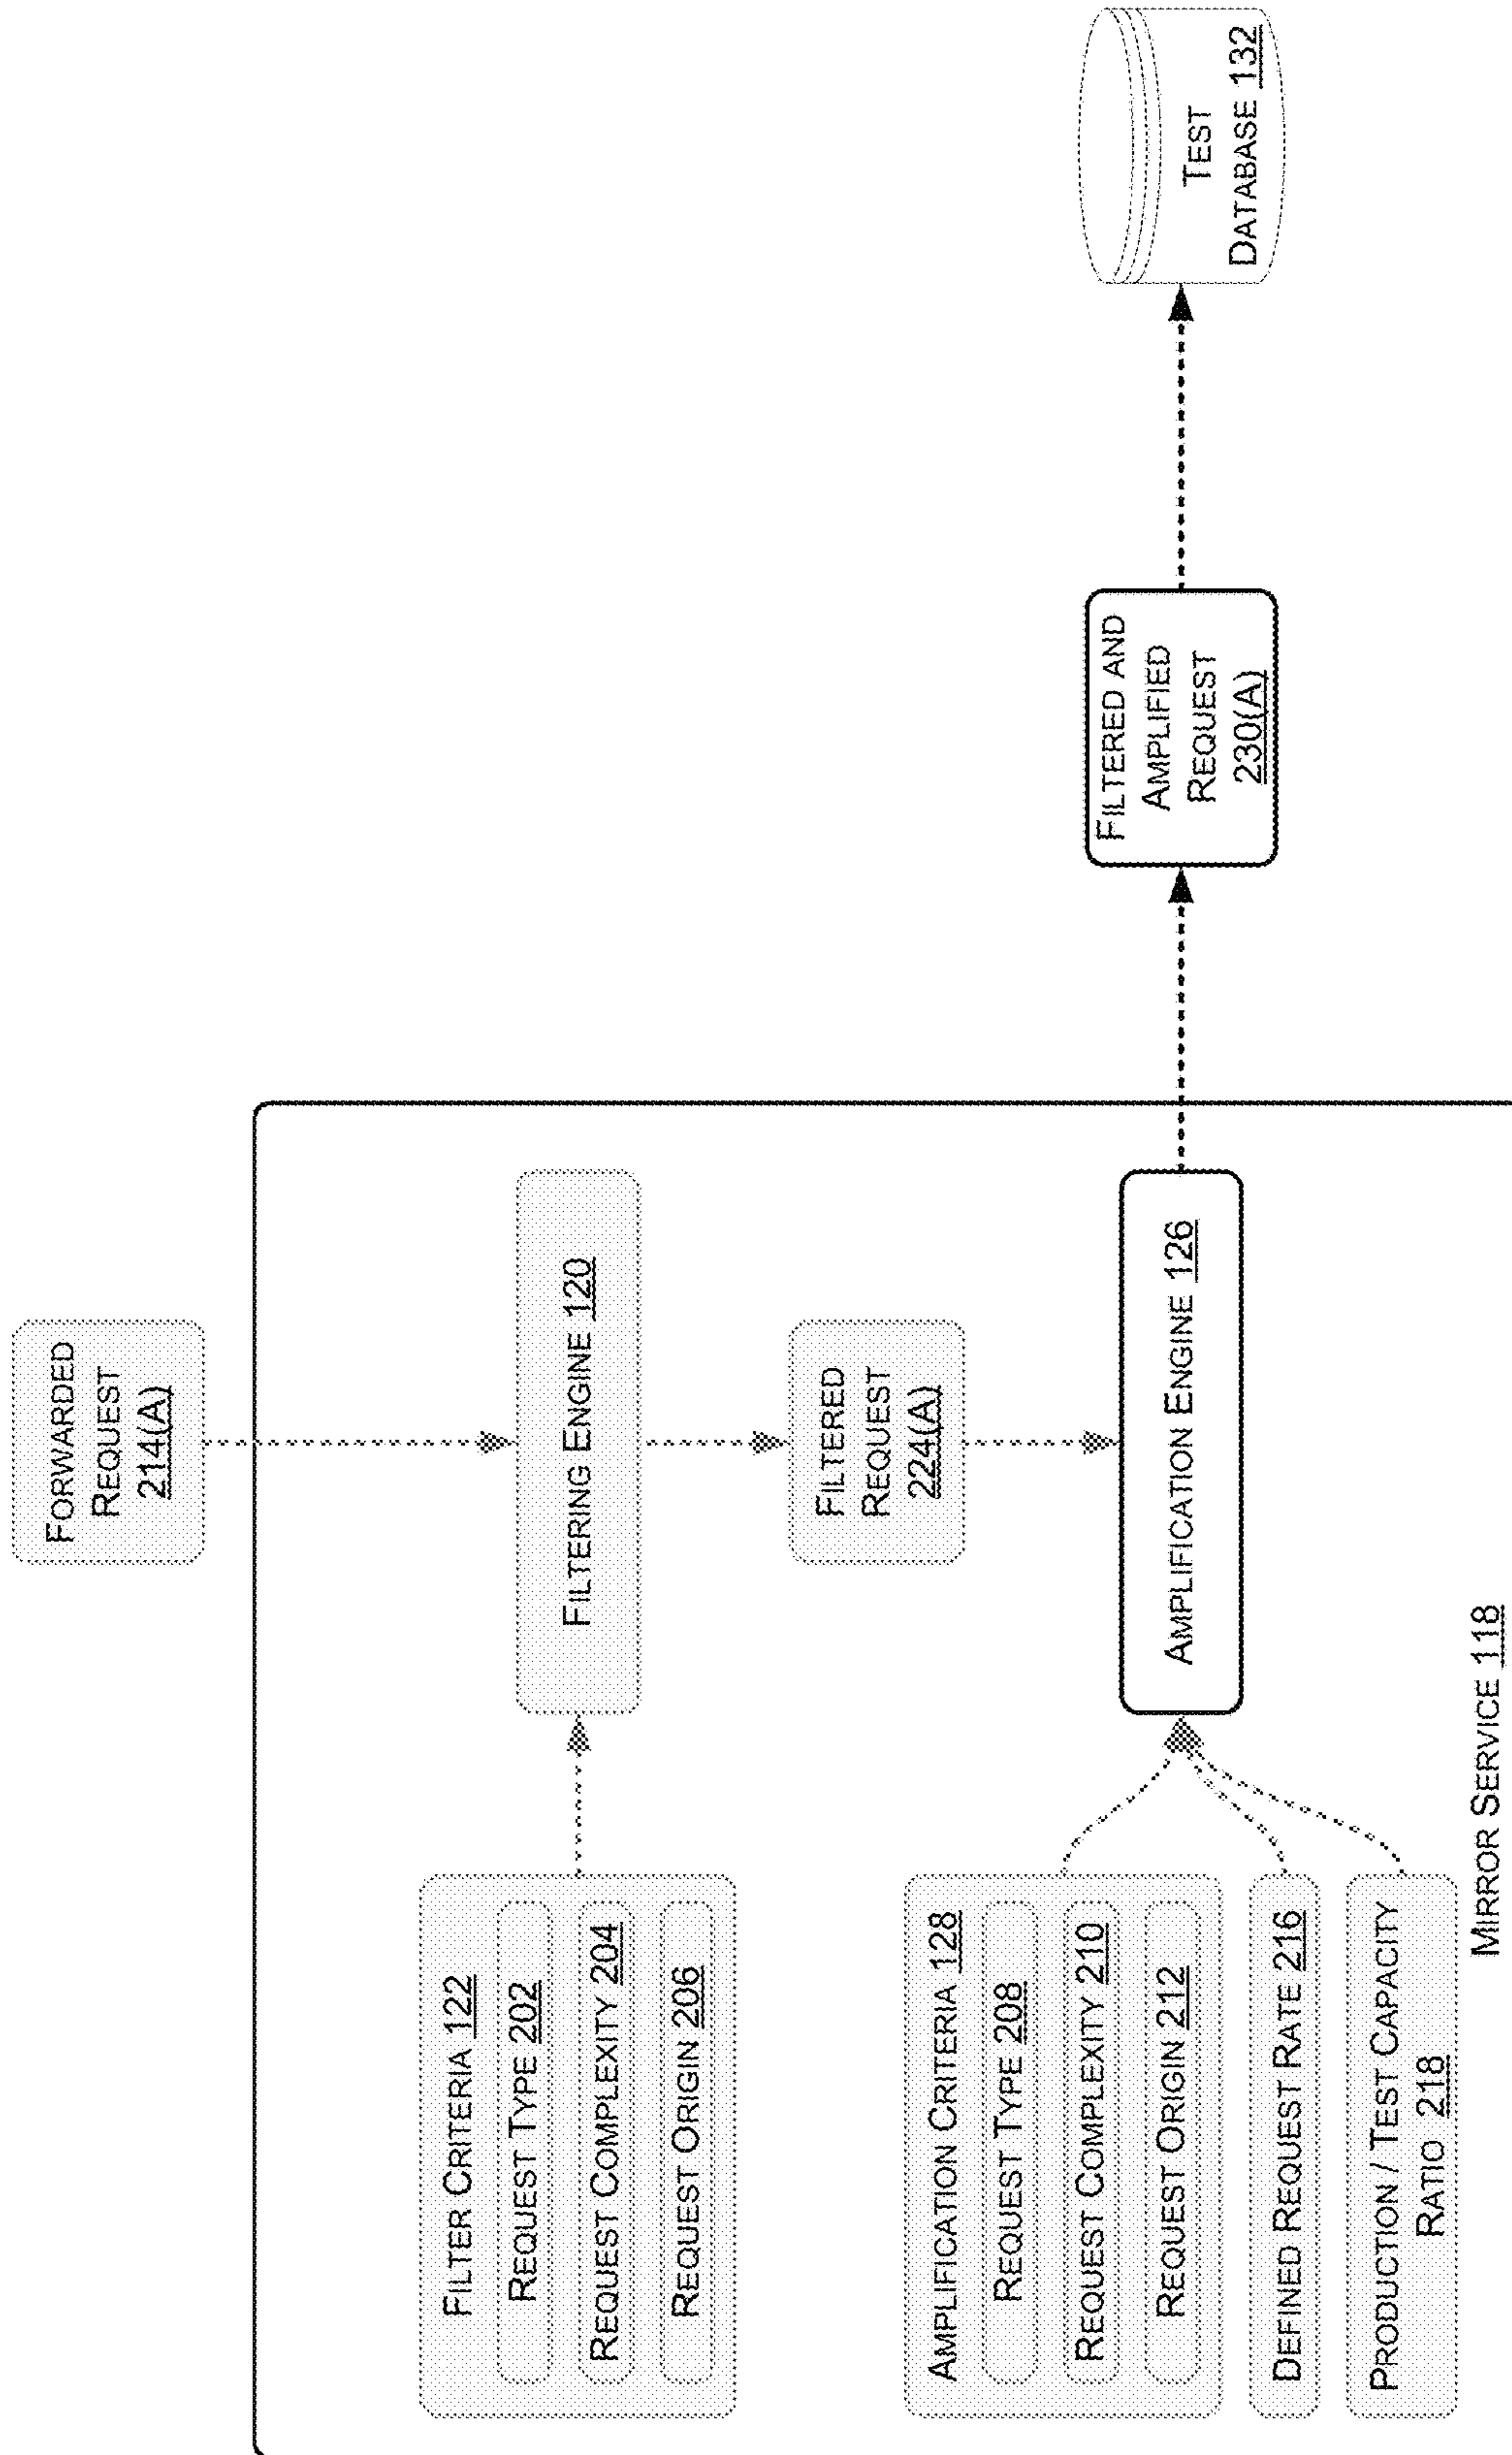 FORWARDED
REQUEST
214(A)
FILTER CRITERIA 122
REQUEST TYPE 202
REQUEST COMPLEXITY 204
REQUEST ORIGIN 206
FILTERING ENGINE 120
FILTERED
REQUEST
224(A)
AMPLIFICATION CRITERIA 128
REQUEST TYPE 208
REQUEST COMPLEXITY 210
REQUEST ORIGIN 212
DEFINED REQUEST RATE 216
PRODUCTION / TEST CAPACITY
RATIO 218
AMPLIFICATION ENGINE 126
FILTERED AND
AMPLIFIED
REQUEST
230(A)
TEST
DATABASE 132
MIRROR SERVICE 118